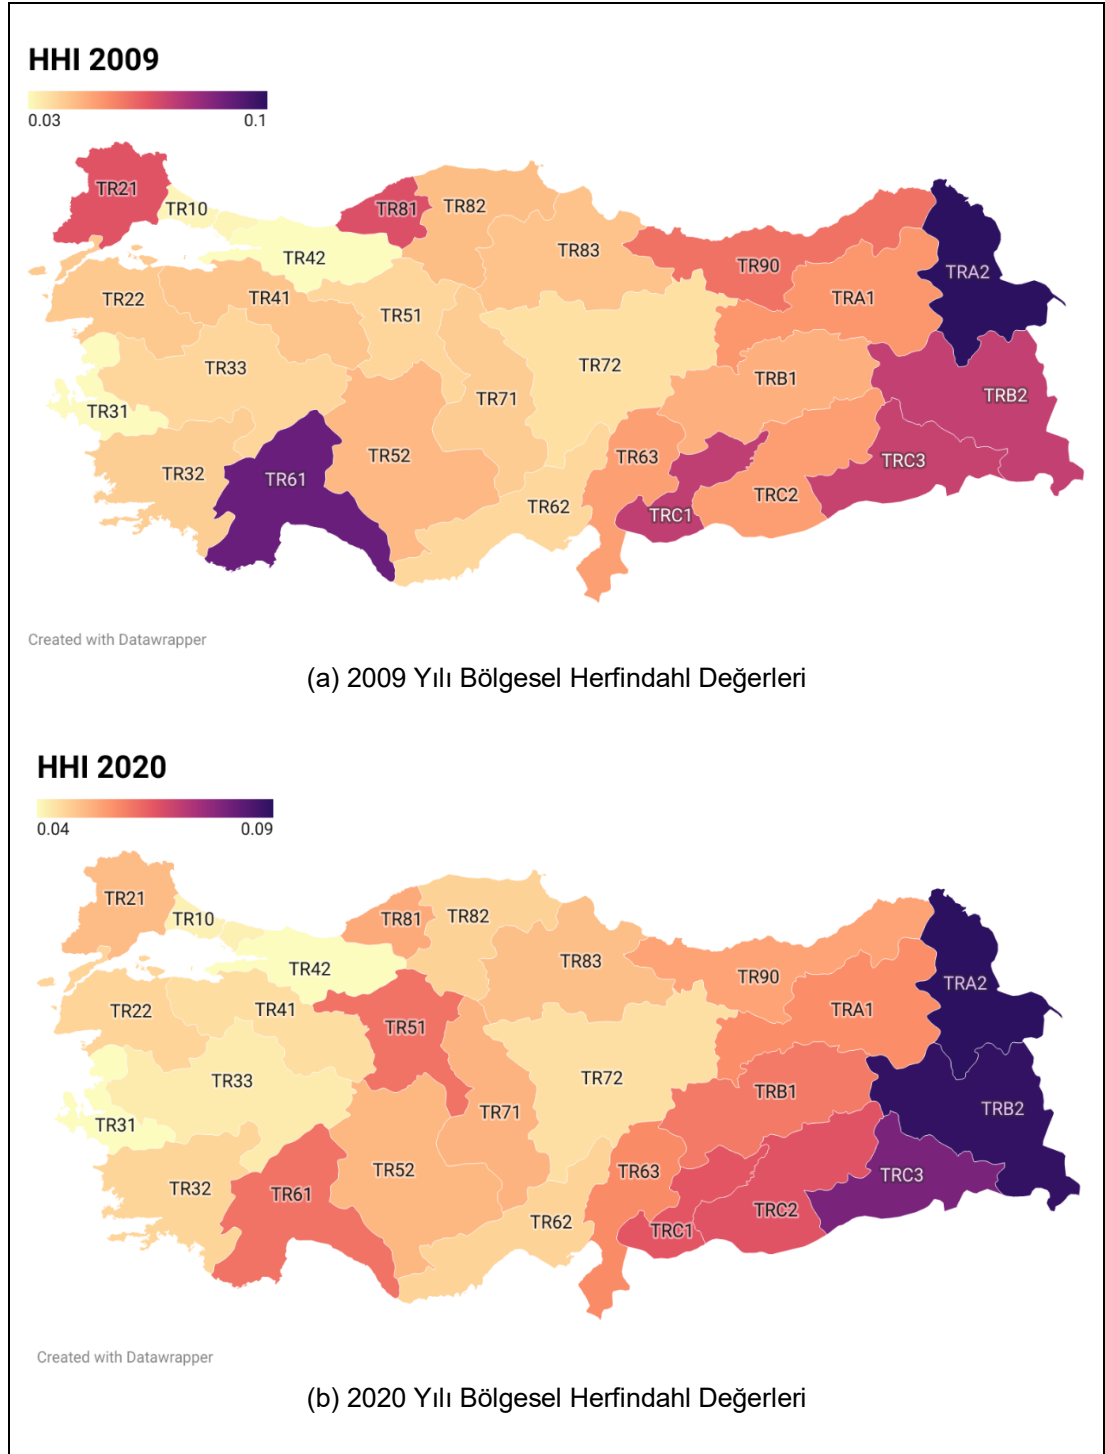 HHI 2009
0.03 0.1
TR21
TR10
TR81
TR82
TR42
TR83
TR90
TRA2
TR22
TR41
TR51
TRA1
TR33
TR72
TRB1
TRB2
TR31
TR71
TR32
TR61
TR52
TR63
TRC3
TR62
TRC1
TRC2
Created with Datawrapper
(a) 2009 Yılı Bölgesel Herfindahl Değerleri
HHI 2020
0.04 0.09
TR21
TR10
TR81
TR82
TR42
TR83
TR90
TRA2
TR22
TR41
TR51
TRA1
TR33
TR72
TRB1
TRB2
TR31
TR71
TR32
TR61
TR52
TR63
TRC3
TR62
TRC1
TRC2
Created with Datawrapper
(b) 2020 Yılı Bölgesel Herfindahl Değerleri